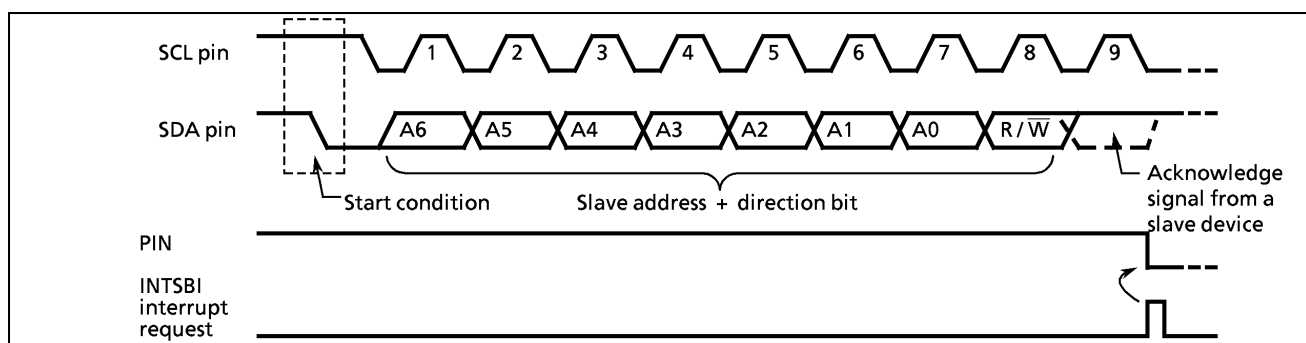 SCL pin
1 2 3 4 5 6 7 8 9
SDA pin
A6 A5 A4 A3 A2 A1 A0 R / W̅
Start condition
Slave address + direction bit
Acknowledge
signal from a
slave device
PIN
INTSBI
interrupt
request